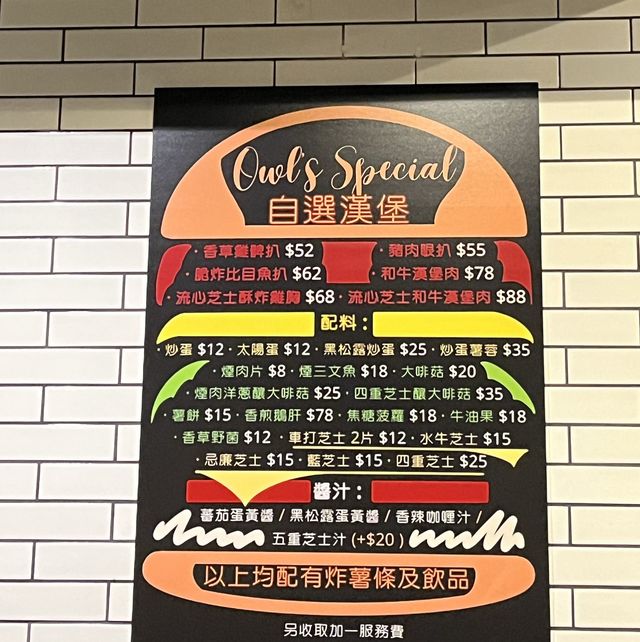 Owl's Special
自選漢堡
· 香草雞髀扒 $52 · 豬肉眼扒 $55
· 脆炸比目魚扒 $62 · 和牛漢堡肉 $78
· 流心芝士酥炸雞胸 $68 · 流心芝士和牛漢堡肉 $88
配料：
· 炒蛋 $12 · 太陽蛋 $12 · 黑松露炒蛋 $25 · 炒蛋薯蓉 $35
· 煙肉片 $8 · 煙三文魚 $18 · 大啡菇 $20
· 煙肉洋蔥釀大啡菇 $25 · 四重芝士釀大啡菇 $35
· 薯餅 $15 · 香煎鵝肝 $78 · 焦糖菠蘿 $18 · 牛油果 $18
· 香草野菌 $12 · 車打芝士 2片 $12 · 水牛芝士 $15
· 忌廉芝士 $15 · 藍芝士 $15 · 四重芝士 $25
醬汁：
蕃茄蛋黃醬 / 黑松露蛋黃醬 / 香辣咖喱汁 /
五重芝士汁 (+$20 )
以上均配有炸薯條及飲品
另收取加一服務費